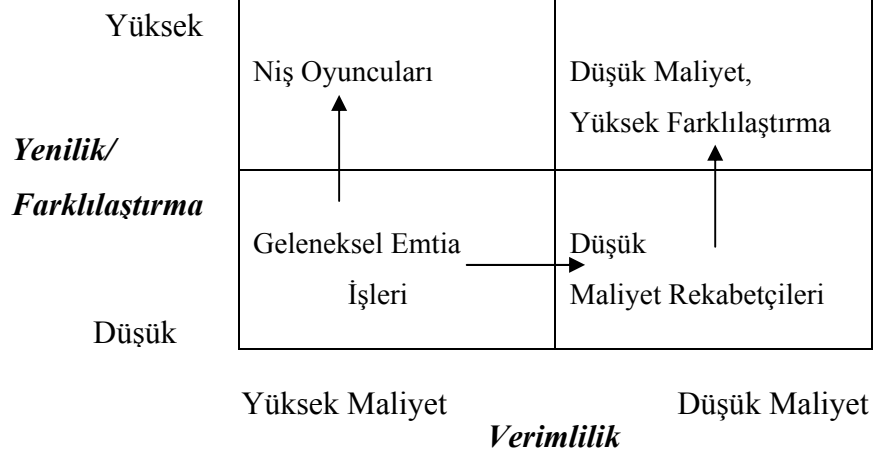 Yüksek
Niş Oyuncuları
Düşük Maliyet,
Yüksek Farklılaştırma
Yenilik/
Farklılaştırma
Geleneksel Emtia
İşleri
Düşük
Maliyet Rekabetçileri
Düşük
Yüksek Maliyet
Düşük Maliyet
Verimlilik